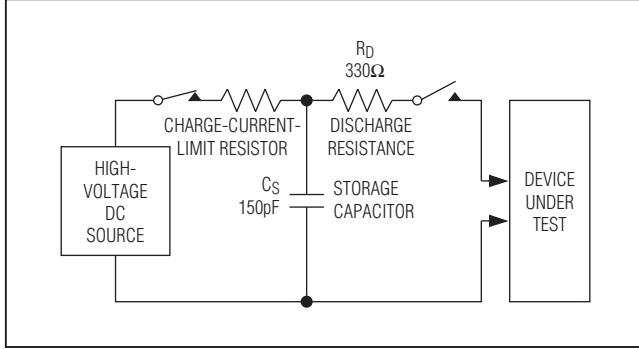 R_D
330Ω
CHARGE-CURRENT-
LIMIT RESISTOR
DISCHARGE
RESISTANCE
HIGH-
VOLTAGE
DC
SOURCE
C_S
150pF
STORAGE
CAPACITOR
DEVICE
UNDER
TEST